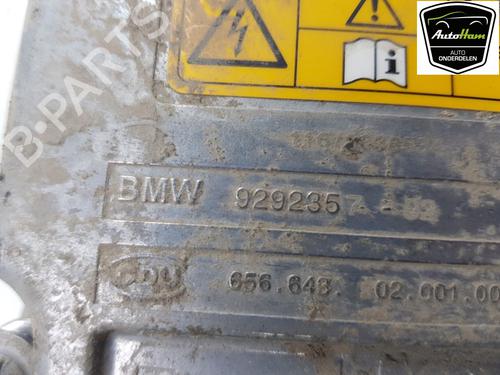 AutoHam
AUTO
ONDERDELEN
B-PARTS
BMW 929235
656.648. 02.001.00